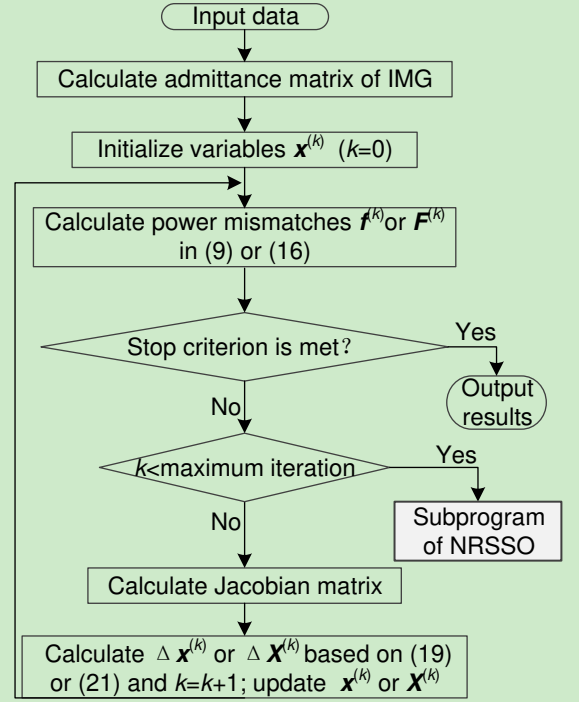 Input data
Calculate admittance matrix of IMG
Initialize variables x^(k) (k=0)
Calculate power mismatches f^(k) or F^(k)
in (9) or (16)
Stop criterion is met?
Yes
Output
results
No
k<maximum iteration
Yes
Subprogram
of NRSSO
No
Calculate Jacobian matrix
Calculate Δ x^(k) or Δ X^(k) based on (19)
or (21) and k=k+1; update x^(k) or X^(k)